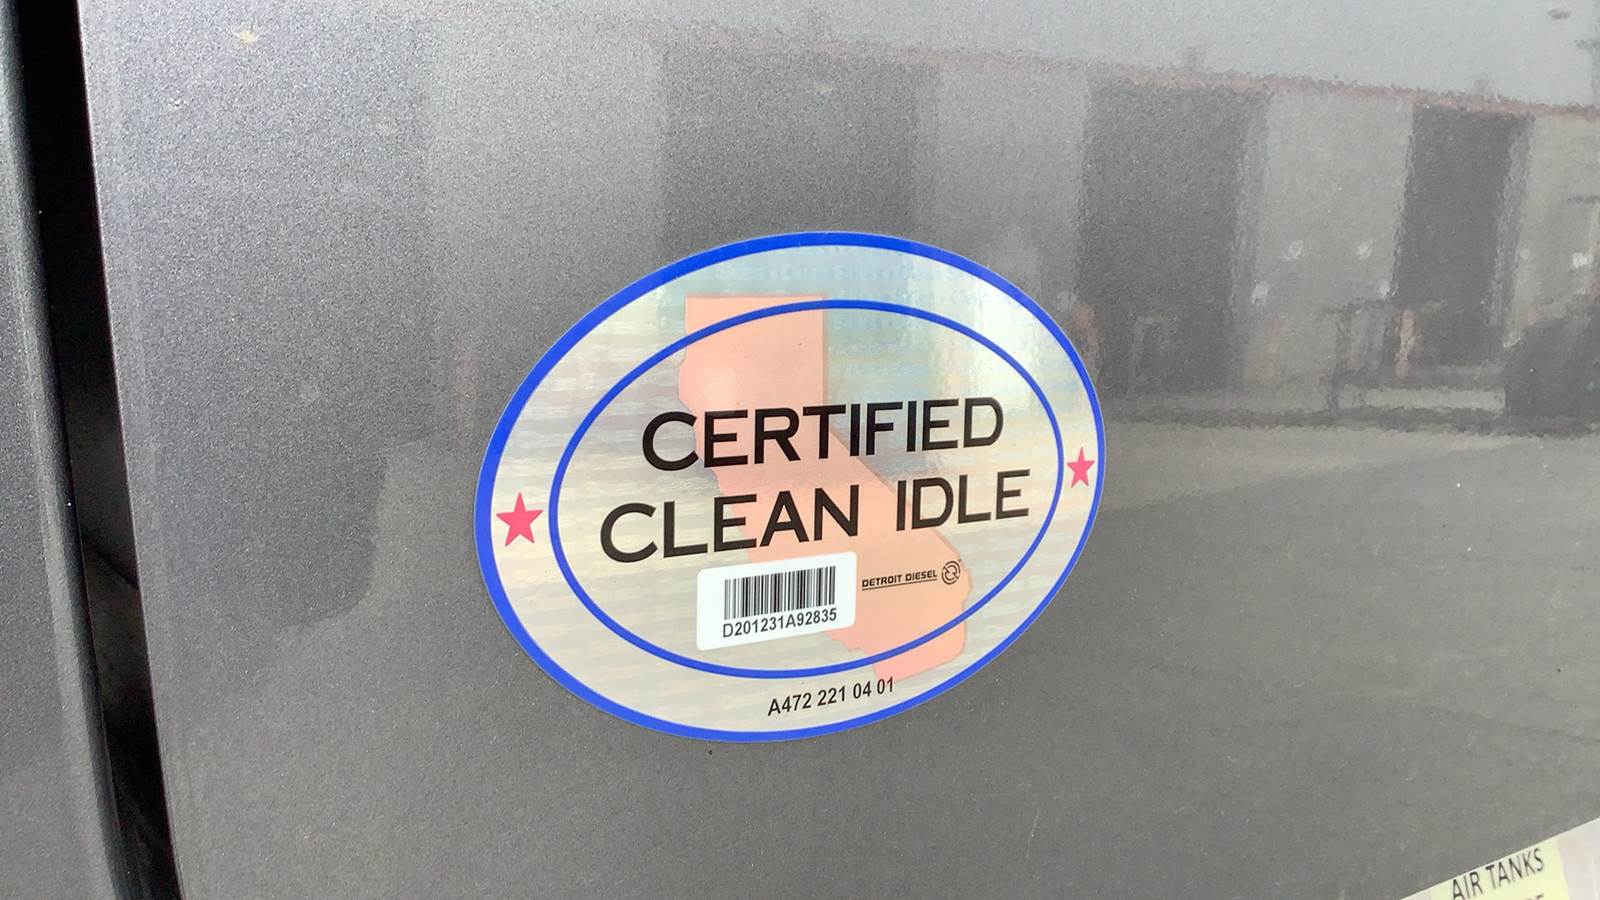 CERTIFIED
CLEAN IDLE
DETROIT DIESEL
D201231A92835
A472 221 04 01
AIR TANKS